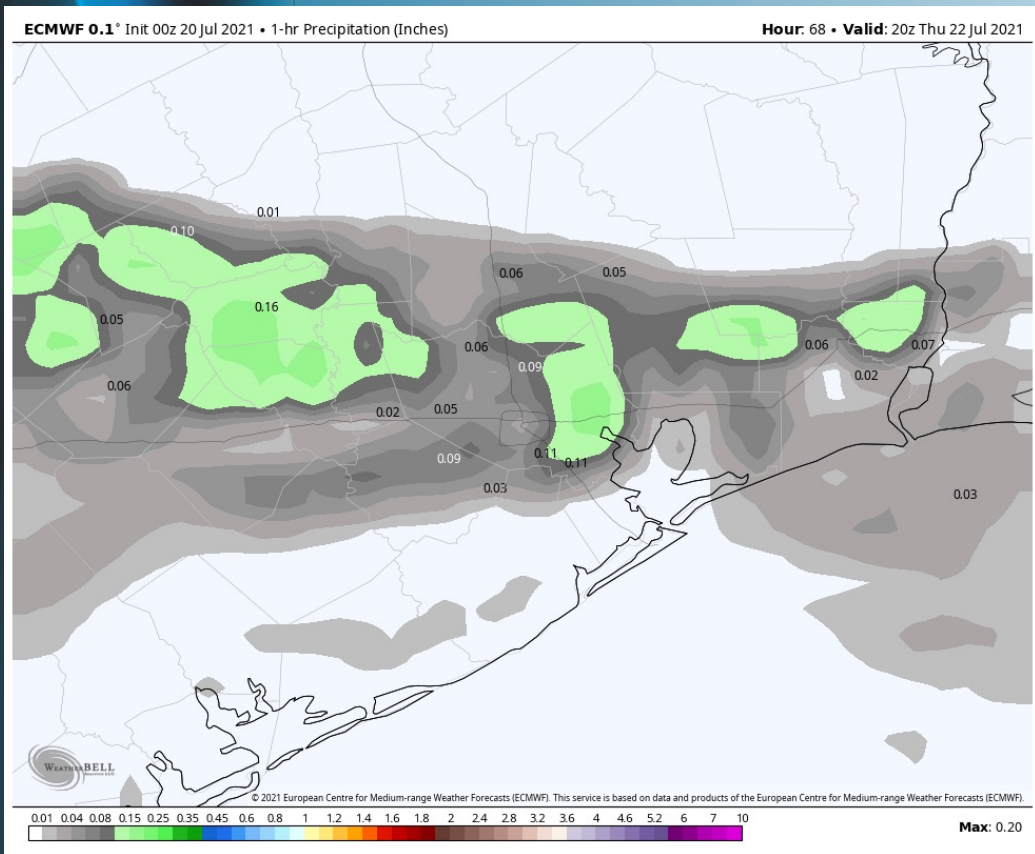 ECMWF 0.1° Init 00z 20 Jul 2021 • 1-hr Precipitation (Inches) Hour: 68 • Valid: 20z Thu 22 Jul 2021
0.01
0.10
0.06 0.05
0.16
0.05
0.06 0.06 0.07
0.09
0.06 0.02
0.02 0.05
0.11
0.09 0.11
0.03
0.03
WEATHERBELL
© 2021 European Centre for Medium-range Weather Forecasts (ECMWF). This service is based on data and products of the European Centre for Medium-range Weather Forecasts (ECMWF).
0.01 0.04 0.08 0.15 0.25 0.35 0.45 0.6 0.8 1 1.2 1.4 1.6 1.8 2 2.4 2.8 3.2 3.6 4 4.6 5.2 6 7 10
Max: 0.20